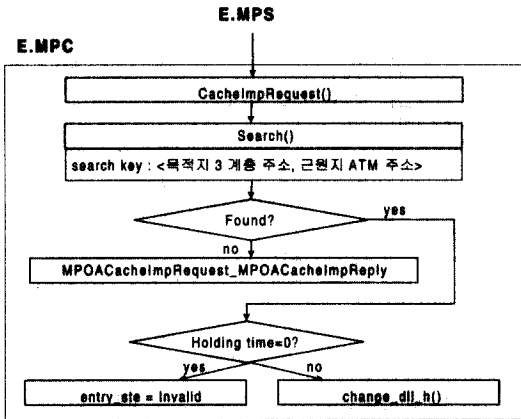 E.MPS
E.MPC
CacheImpRequest()
Search()
search key : <목적지 3 계층 주소, 근원지 ATM 주소>
Found?
yes
no
MPOACacheImpRequest_MPOACacheImpReply
Holding time=0?
yes
no
entry_ste = Invalid
change_dll_h()